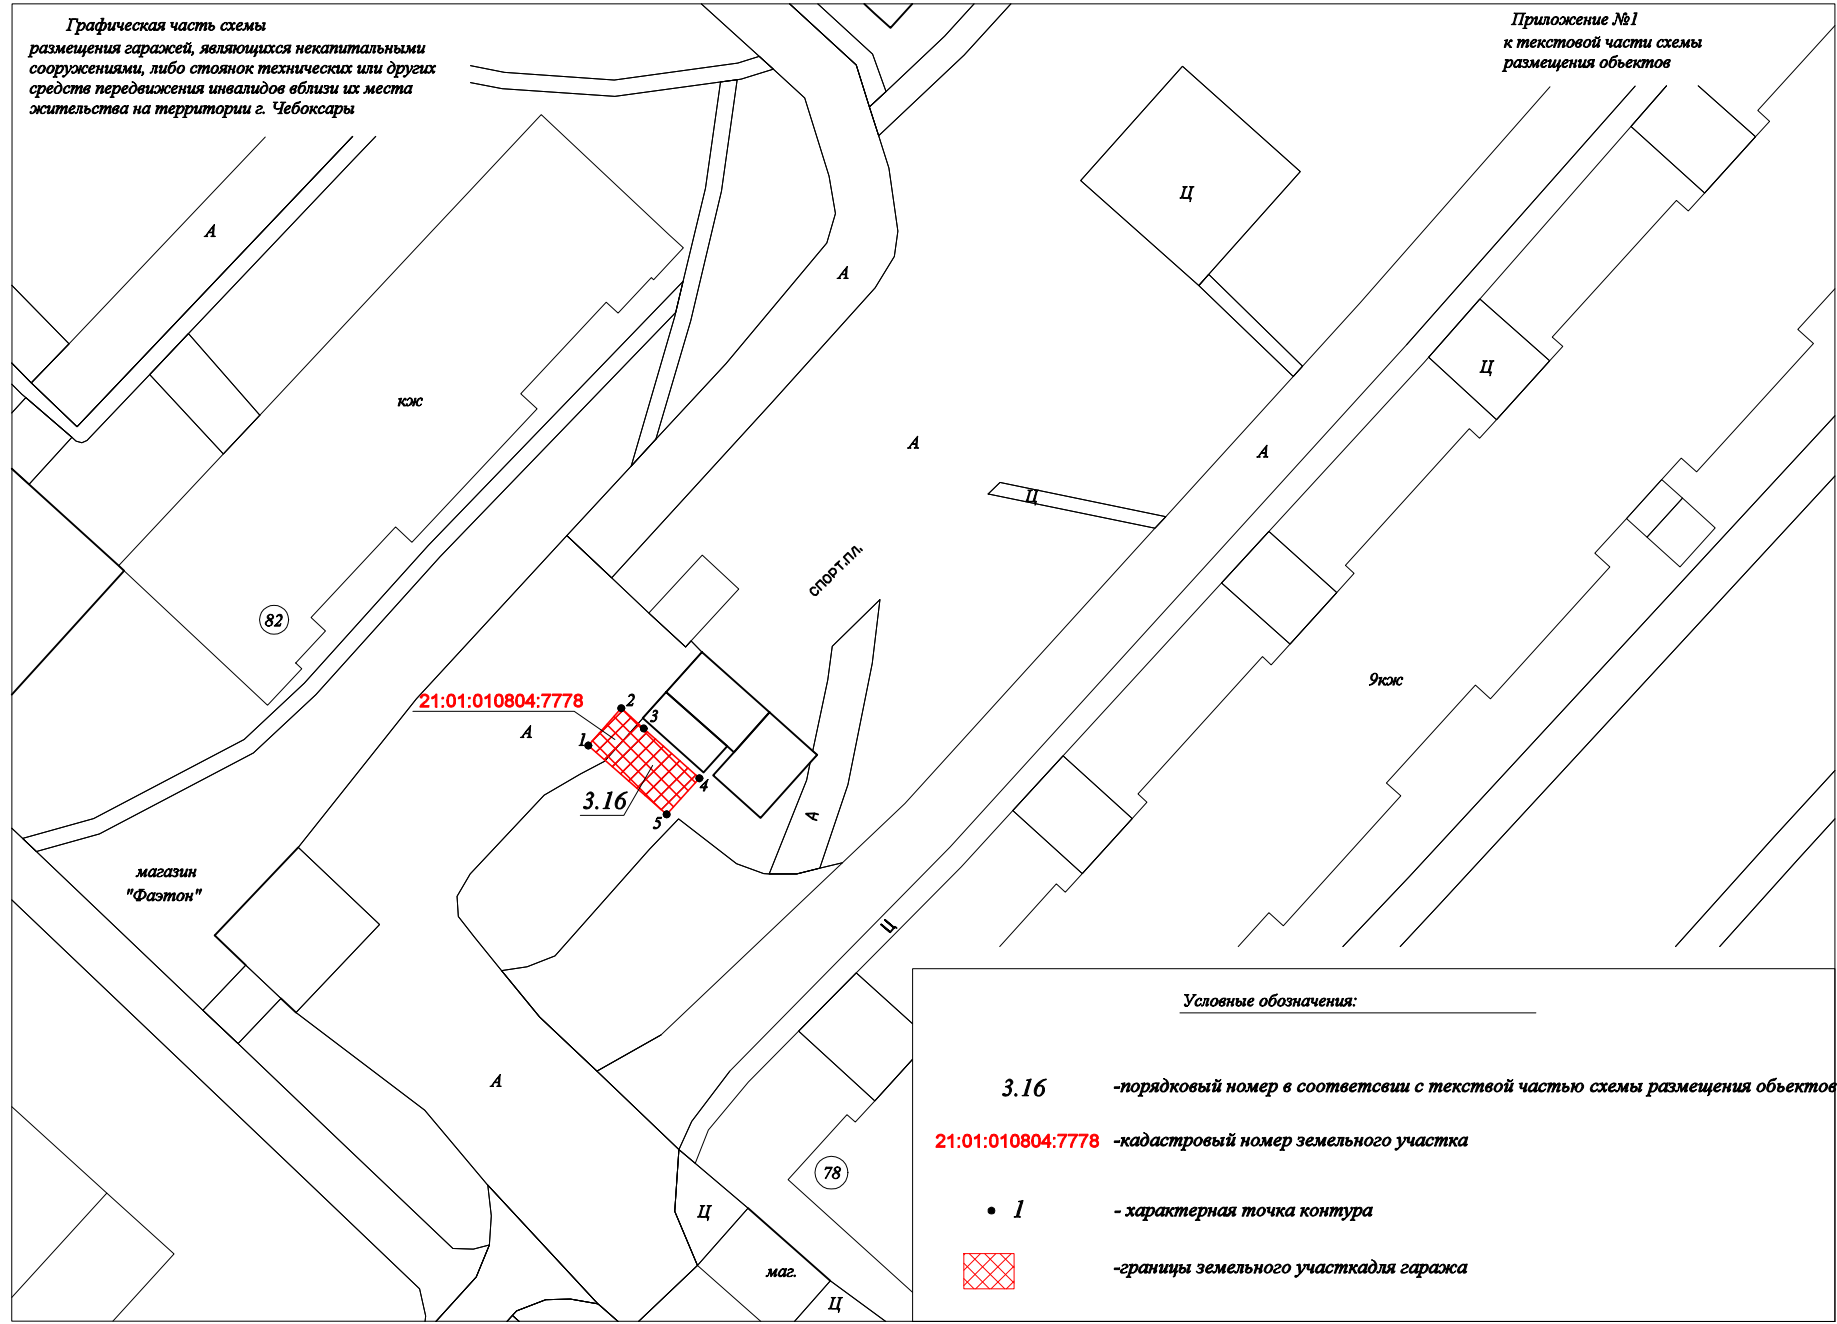 Графическая часть схемы
размещения гаражей, являющихся некапитальными
сооружениями, либо стоянок технических или других
средств передвижения инвалидов вблизи их места
жительства на территории г. Чебоксары
Приложение №1
к текстовой части схемы
размещения обьектов
Ц
А
А
Ц
кж
А
А
Ц
СПОРТ.ПЛ.
82
9кж
21:01:010804:7778
2
3
А
1
4
3.16
5
А
магазин
"Фаэтон"
Ц
А
78
Ц
маг.
Ц
Условные обозначения:
3.16 -порядковый номер в соответсвии с текствой частью схемы размещения обьектов
21:01:010804:7778 -кадастровый номер земельного участка
1 - характерная точка контура
-границы земельного участкадля гаража